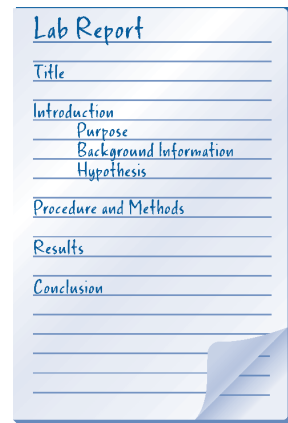 Lab Report
Title
Introduction
Purpose
Background Information
Hypothesis
Procedure and Methods
Results
Conclusion